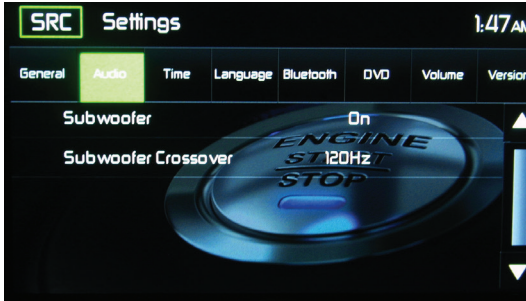 SRC Settings 1:47AM
General Audio Time Language Bluetooth DVD Volume Version
Subwoofer On
Subwoofer Crossover 120Hz
ENGINE
START
STOP